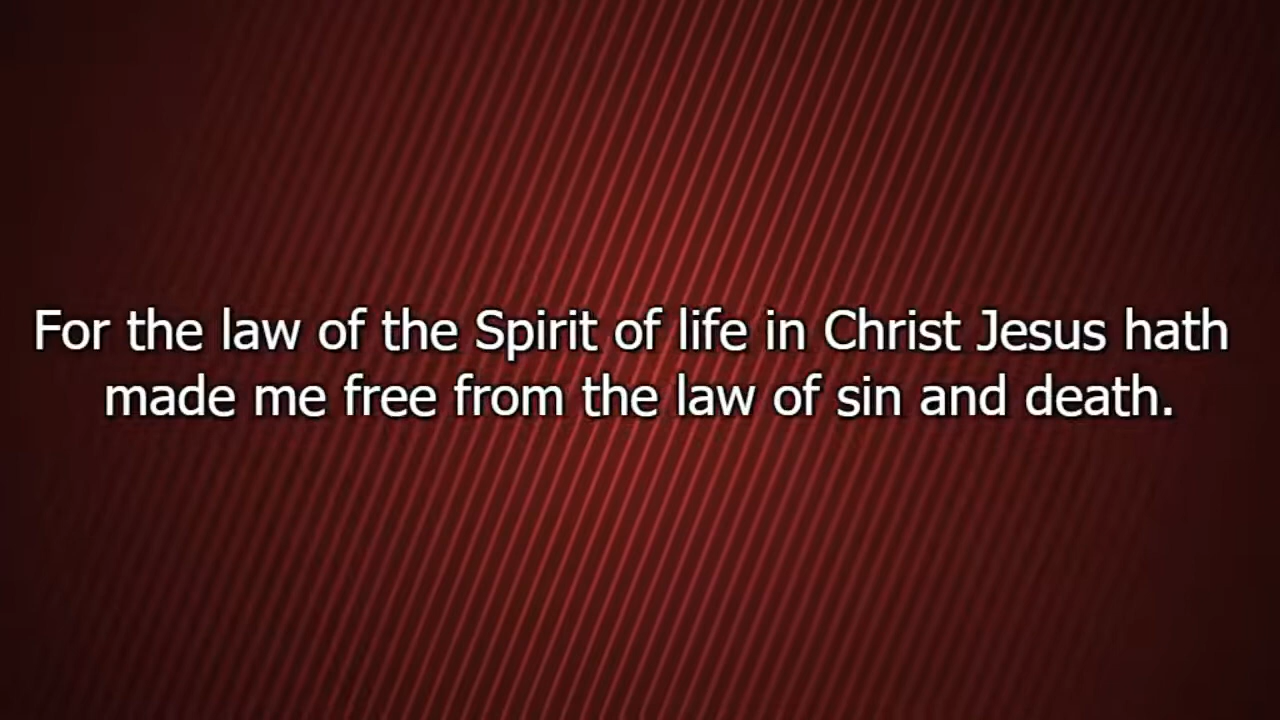 For the law of the Spirit of life in Christ Jesus hath
made me free from the law of sin and death.